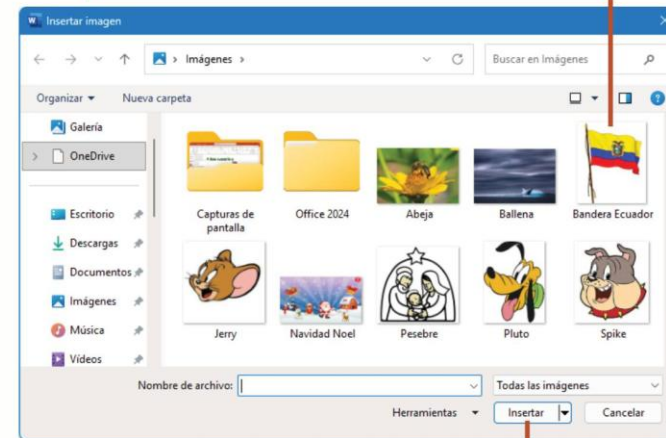 Insertar imagen
Imágenes
Buscar en Imágenes
Organizar
Nueva carpeta
Galería
OneDrive
Escritorio
Descargas
Documentos
Imágenes
Música
Vídeos
Capturas de
pantalla
Office 2024
Abeja
Ballena
Bandera Ecuador
Jerry
Navidad Noel
Pesebre
Pluto
Spike
Nombre de archivo:
Todas las imágenes
Herramientas
Insertar
Cancelar